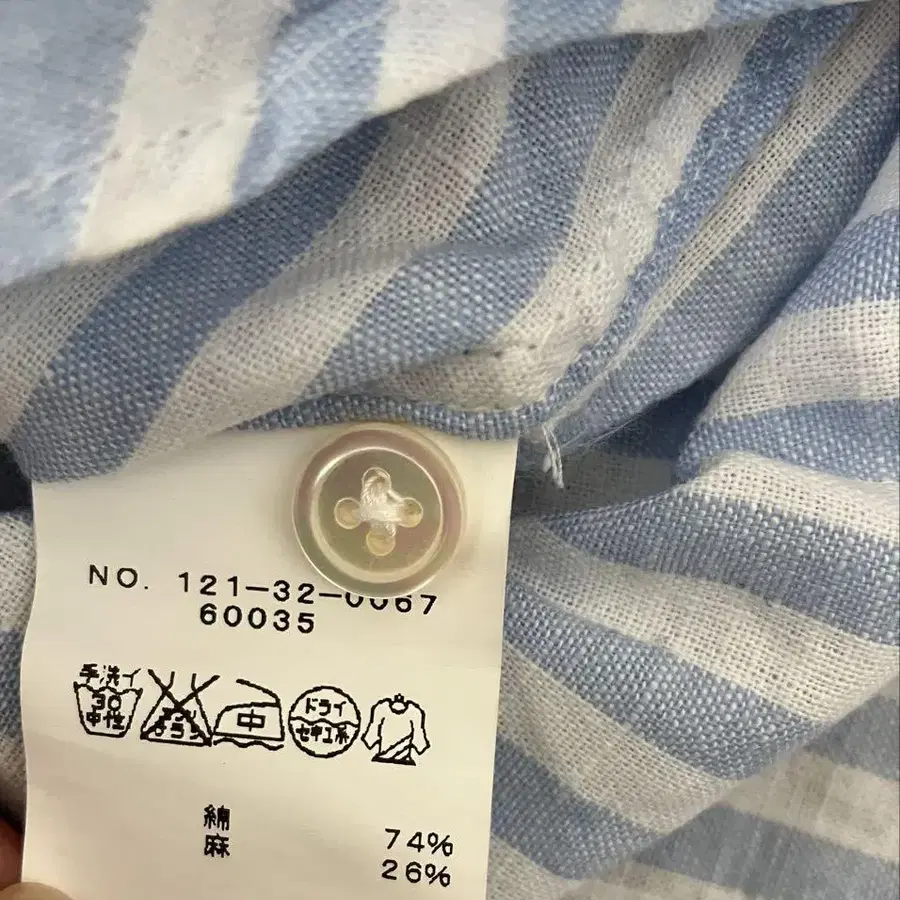 NO. 121-32-0067
60035
手洗イ
30
中性
中
ドライ
セキユ系
綿 74%
麻 26%